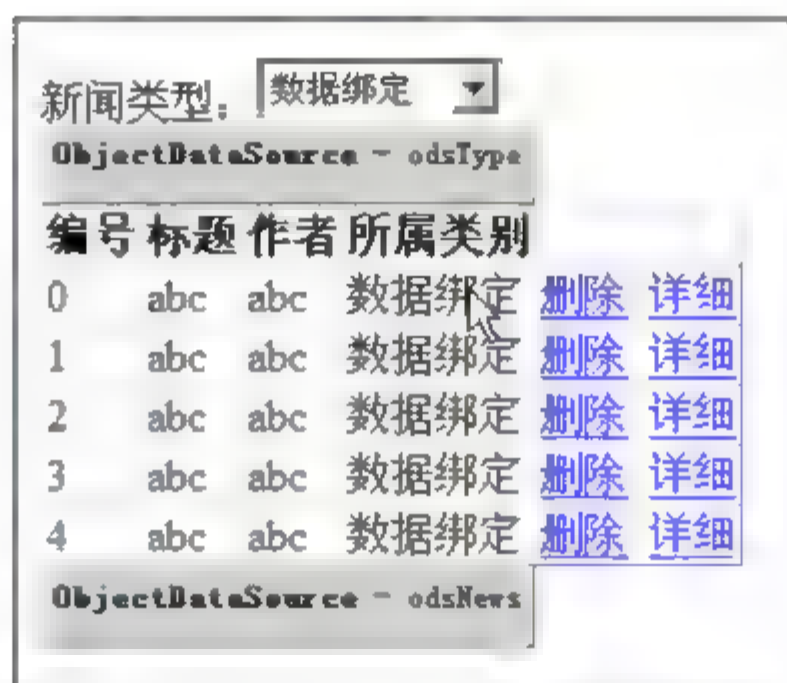 新闻类型: 数据绑定
ObjectDataSource - odsType
编号 标题 作者 所属类别
0 abc abc 数据绑定 删除 详细
1 abc abc 数据绑定 删除 详细
2 abc abc 数据绑定 删除 详细
3 abc abc 数据绑定 删除 详细
4 abc abc 数据绑定 删除 详细
ObjectDataSource - odsNews